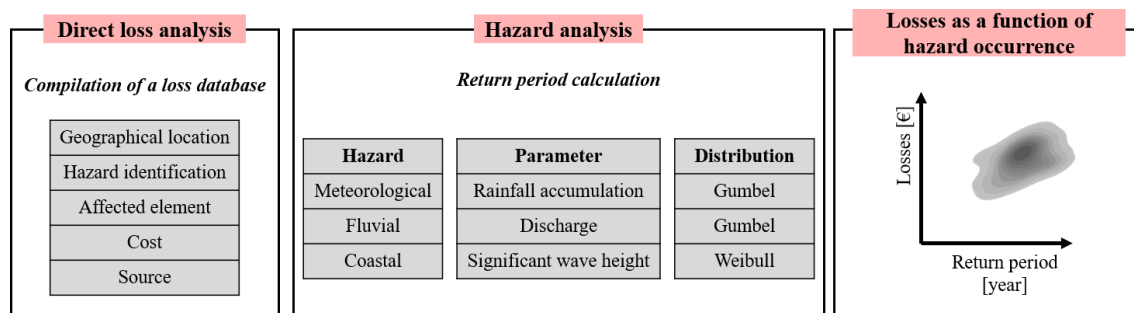 Direct loss analysis
Compilation of a loss database
Geographical location
Hazard identification
Affected element
Cost
Source
Hazard analysis
Return period calculation
Hazard Parameter Distribution
Meteorological Rainfall accumulation Gumbel
Fluvial Discharge Gumbel
Coastal Significant wave height Weibull
Losses as a function of
hazard occurrence
Losses [€]
Return period
[year]